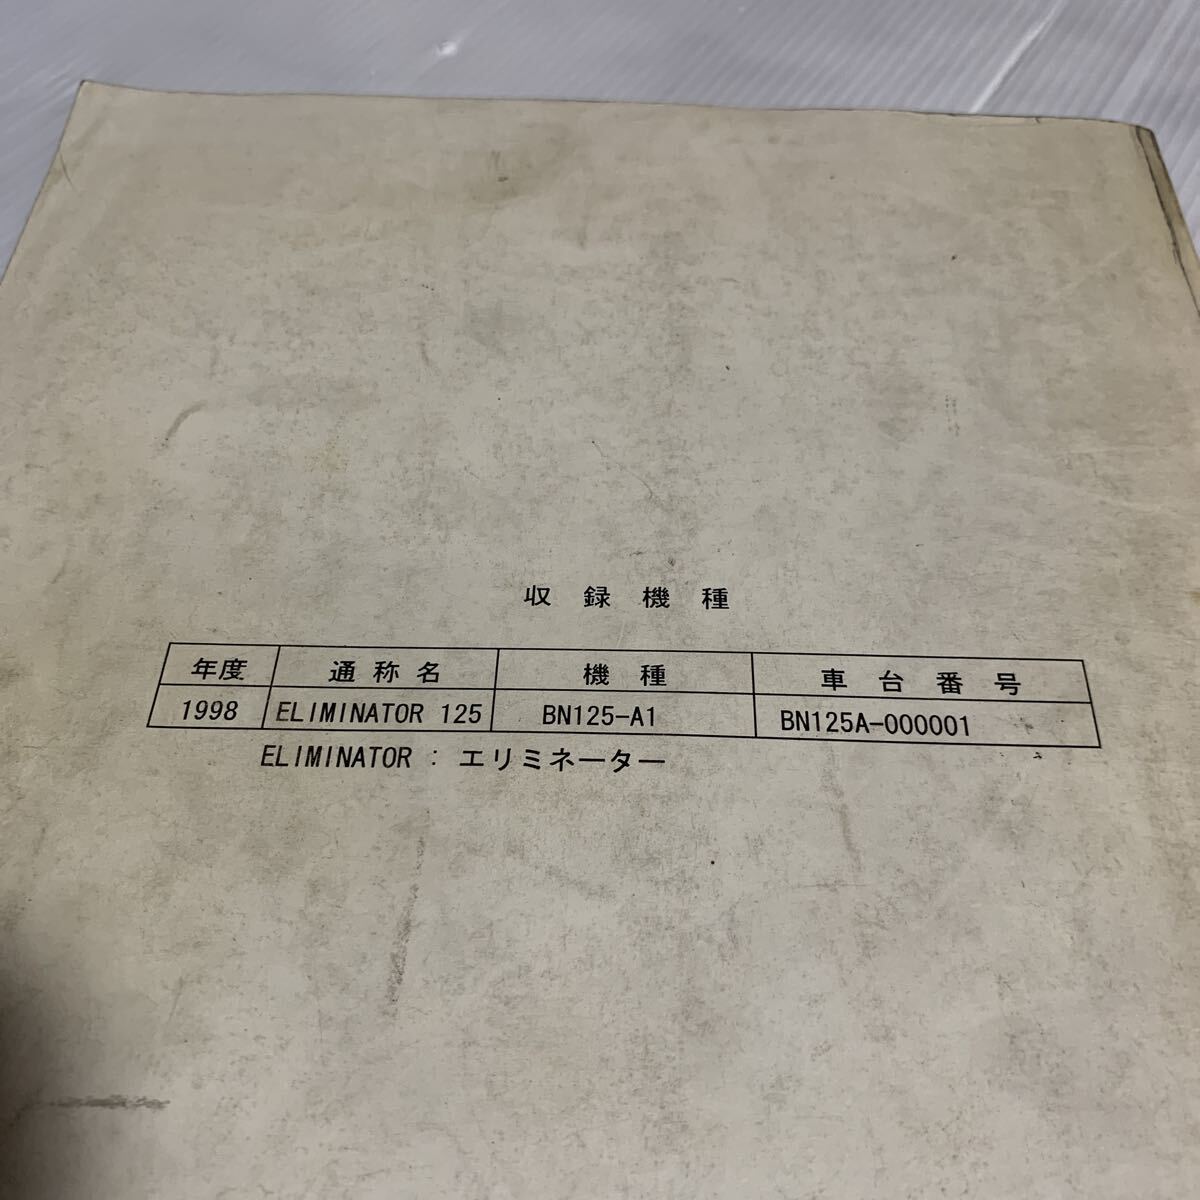 収録機種
年度 通称名 機種 車台番号
1998 ELIMINATOR 125 BN125-A1 BN125A-000001
ELIMINATOR : エリミネーター